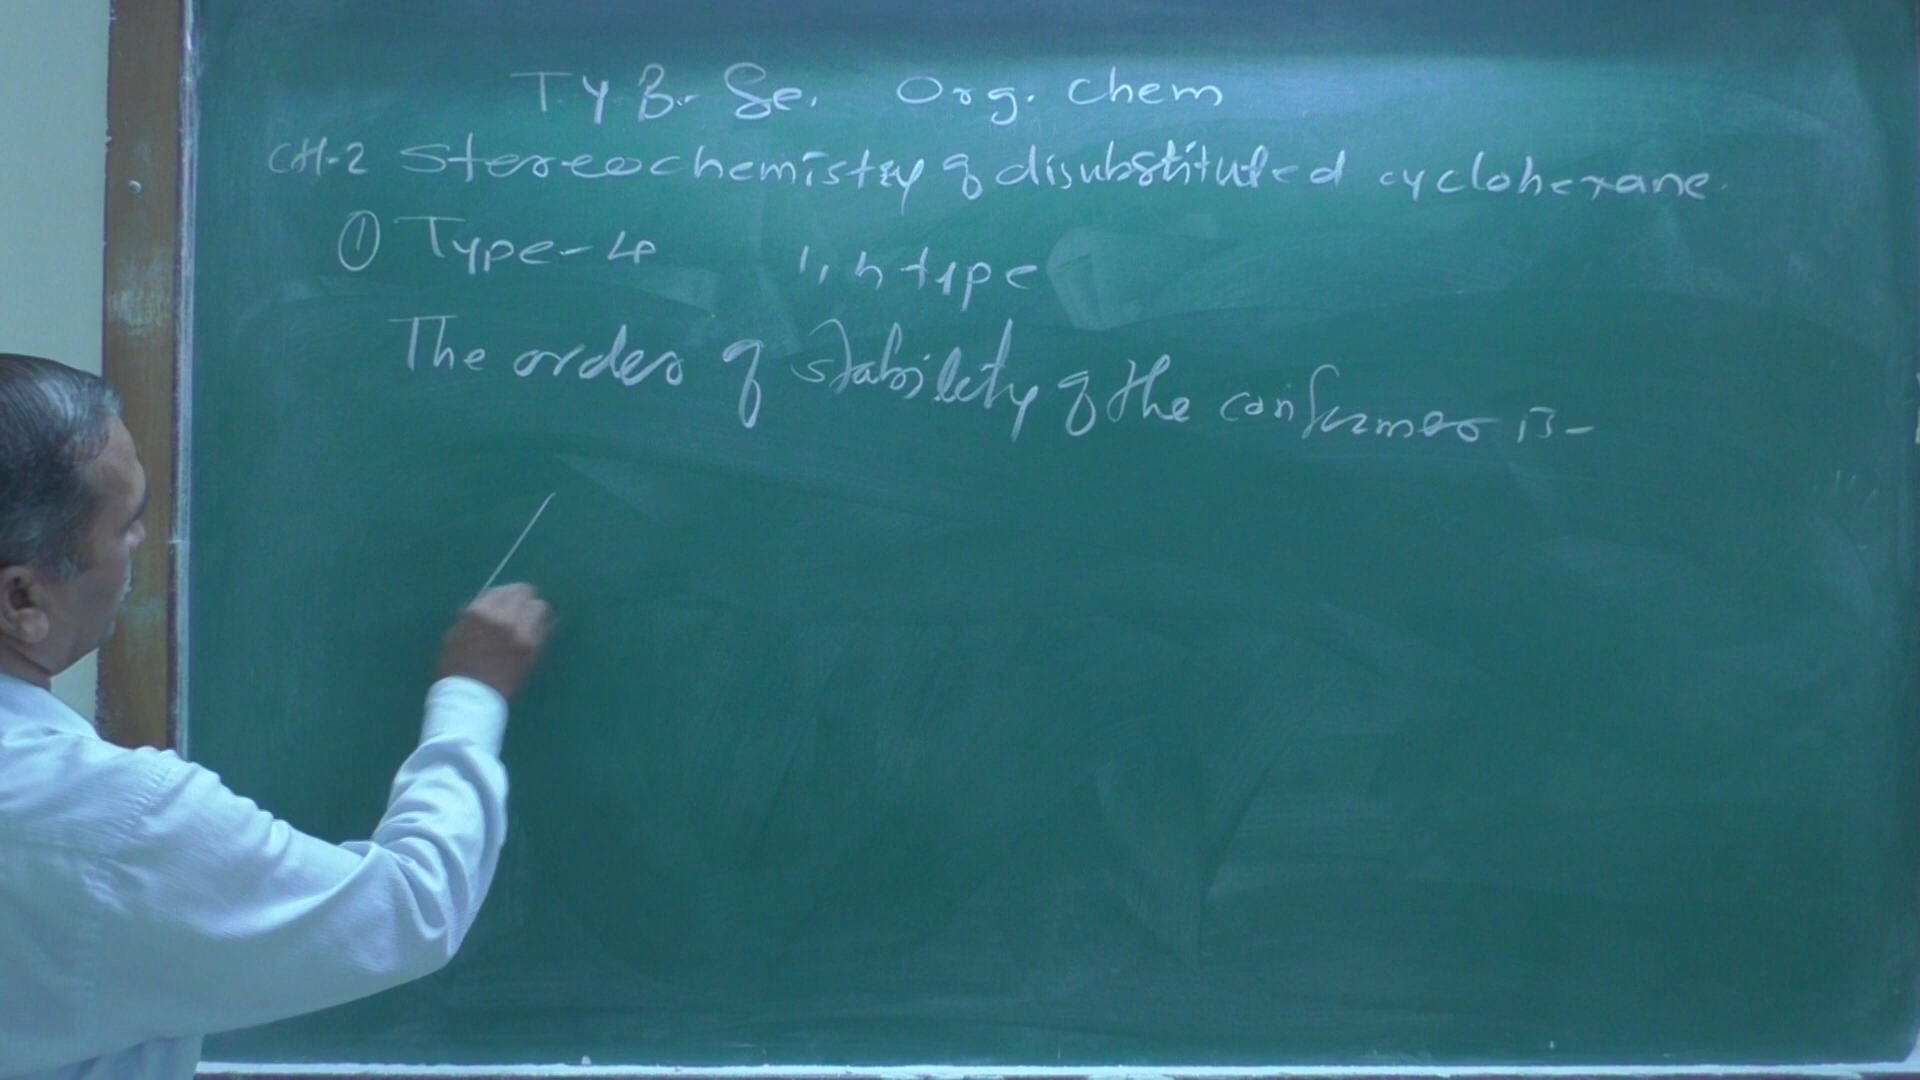 T.Y B. Sc. Org. Chem
CH-2 Stereochemistry of disubstituted cyclohexane.
① Type-4 1,4 type
The order of stability of the conformer is-